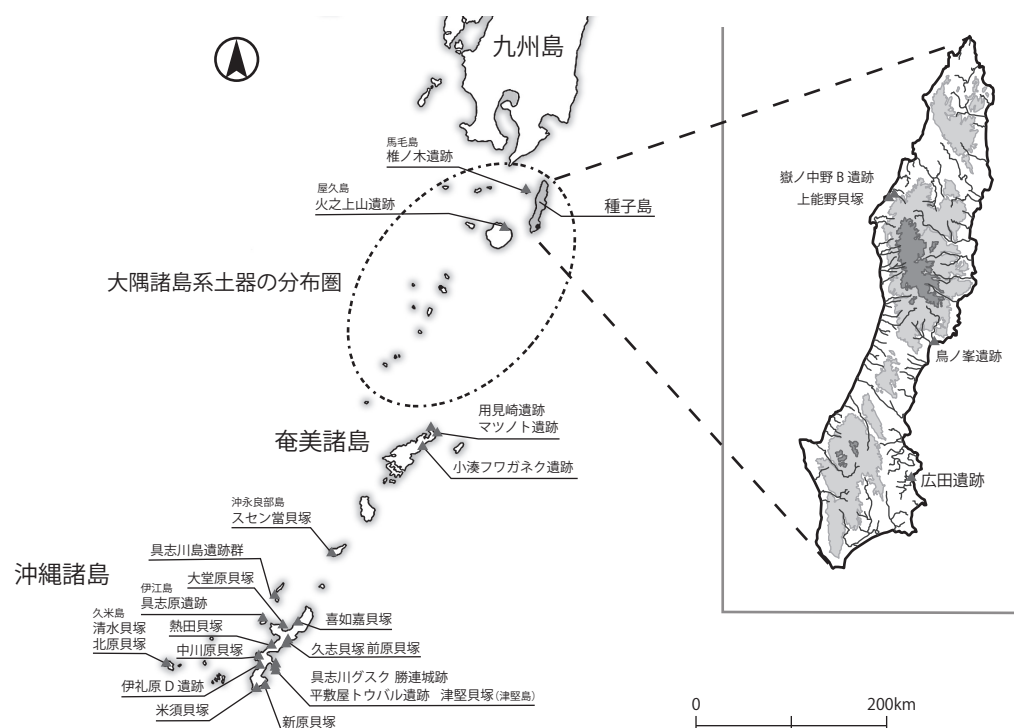 九州島
馬毛島
椎ノ木遺跡
屋久島
火之上山遺跡
種子島
大隅諸島系土器の分布圏
嶽ノ中野 B 遺跡
上能野貝塚
鳥ノ峯遺跡
広田遺跡
用見崎遺跡
マツノト遺跡
奄美諸島
小湊フワガネク遺跡
沖永良部島
スセン當貝塚
具志川島遺跡群
沖縄諸島
大堂原貝塚
伊江島
具志原遺跡
久米島
清水貝塚
北原貝塚
熱田貝塚
中川原貝塚
喜如嘉貝塚
久志貝塚 前原貝塚
伊礼原 D 遺跡
具志川グスク 勝連城跡
平敷屋トウバル遺跡 津堅貝塚(津堅島)
米須貝塚
新原貝塚
0 200km